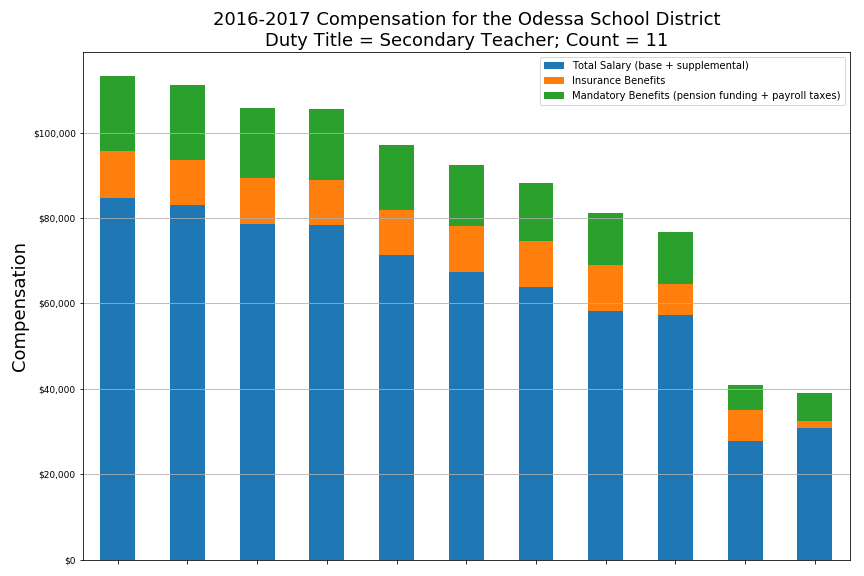 2016-2017 Compensation for the Odessa School District
Duty Title = Secondary Teacher; Count = 11
Total Salary (base + supplemental)
Insurance Benefits
Mandatory Benefits (pension funding + payroll taxes)
$100,000
$80,000
$60,000
$40,000
$20,000
$0
Compensation